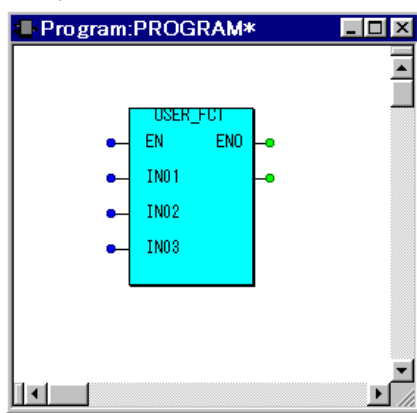 Program:PROGRAM*
USER_FCT
EN ENO
IN01
IN02
IN03